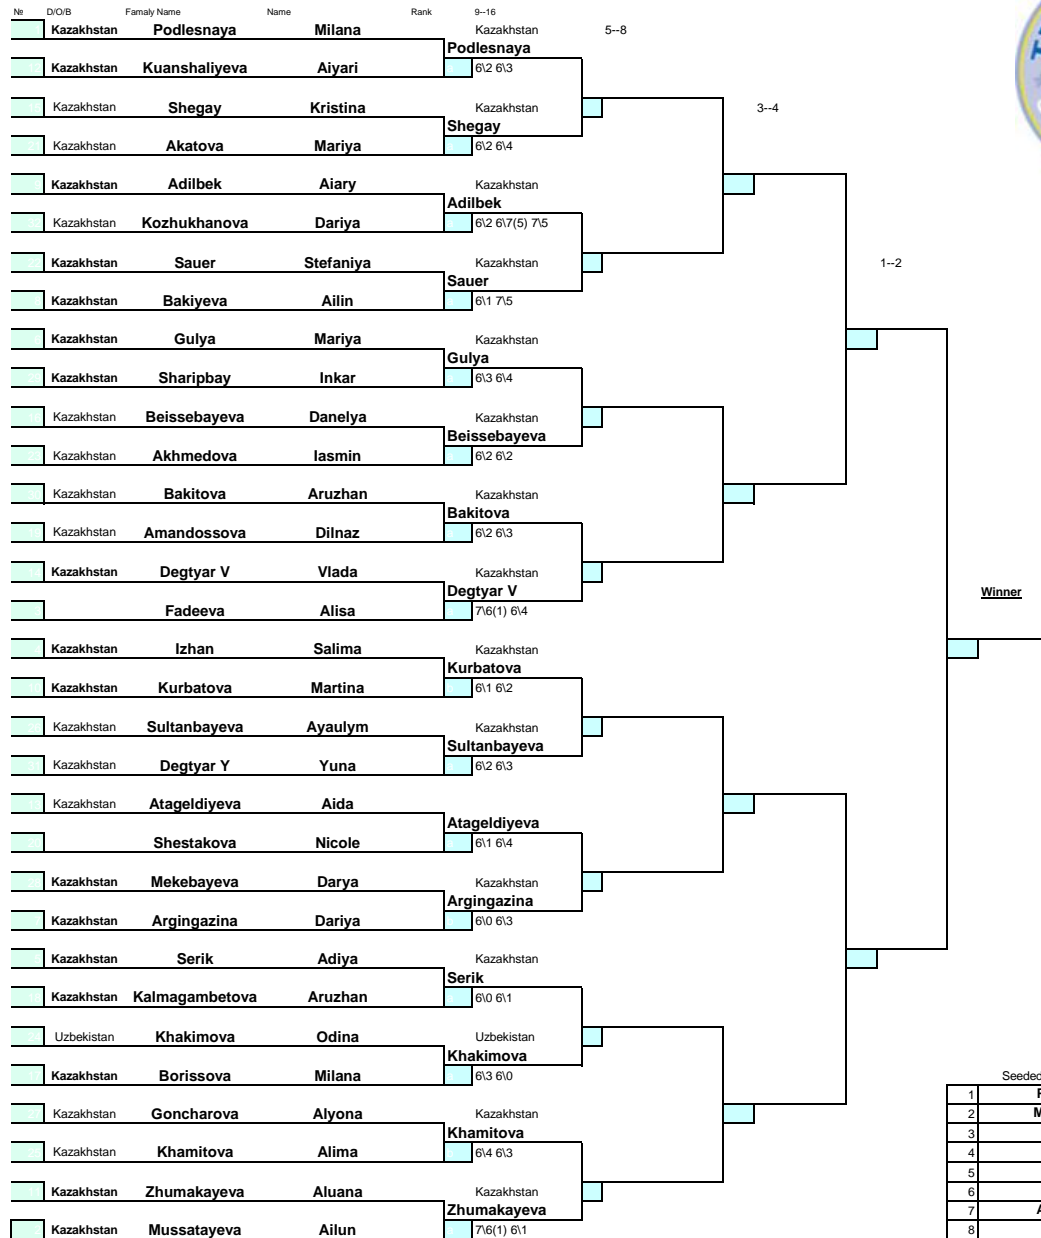 № D/O/B Famaly Name Name Rank 9--16
Kazakhstan Podlesnaya Milana Kazakhstan 5--8
Podlesnaya
Kazakhstan Kuanshaliyeva Aiyari 6\2 6\3
Kazakhstan Shegay Kristina Kazakhstan 3--4
Shegay
Kazakhstan Akatova Mariya 6\2 6\4
Kazakhstan Adilbek Aiary Kazakhstan
Adilbek
Kazakhstan Kozhukhanova Dariya 6\2 6\7(5) 7\5
Kazakhstan Sauer Stefaniya Kazakhstan 1--2
Sauer
Kazakhstan Bakiyeva Ailin 6\1 7\5
Kazakhstan Gulya Mariya Kazakhstan
Gulya
Kazakhstan Sharipbay Inkar 6\3 6\4
Kazakhstan Beissebayeva Danelya Kazakhstan
Beissebayeva
Kazakhstan Akhmedova Iasmin 6\2 6\2
Kazakhstan Bakitova Aruzhan Kazakhstan
Bakitova
Kazakhstan Amandossova Dilnaz 6\2 6\3
Kazakhstan Degtyar V Vlada Kazakhstan
Degtyar V Winner
Fadeeva Alisa 7\6(1) 6\4
Kazakhstan Izhan Salima Kazakhstan
Kurbatova
Kazakhstan Kurbatova Martina 6\1 6\2
Kazakhstan Sultanbayeva Ayaulym Kazakhstan
Sultanbayeva
Kazakhstan Degtyar Y Yuna 6\2 6\3
Kazakhstan Atageldiyeva Aida
Atageldiyeva
Shestakova Nicole 6\1 6\4
Kazakhstan Mekebayeva Darya Kazakhstan
Argingazina
Kazakhstan Argingazina Dariya 6\0 6\3
Kazakhstan Serik Adiya Kazakhstan
Serik
Kazakhstan Kalmagambetova Aruzhan 6\0 6\1
Uzbekistan Khakimova Odina Uzbekistan
Khakimova
Kazakhstan Borissova Milana 6\3 6\0
Seeded
1
Kazakhstan Goncharova Alyona Kazakhstan 2 M
Khamitova 3
Kazakhstan Khamitova Alima 6\4 6\3 4
5
Kazakhstan Zhumakayeva Aluana Kazakhstan 6
Zhumakayeva 7 A
Kazakhstan Mussatayeva Ailun 7\6(1) 6\1 8